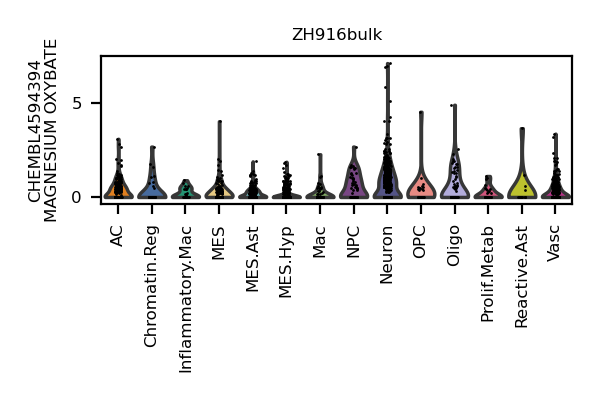 ZH916bulk
CHEMBL4594394
MAGNESIUM OXYBATE
5
0
AC
Chromatin.Reg
Inflammatory.Mac
MES
MES.Ast
MES.Hyp
Mac
NPC
Neuron
OPC
Oligo
Prolif.Metab
Reactive.Ast
Vasc